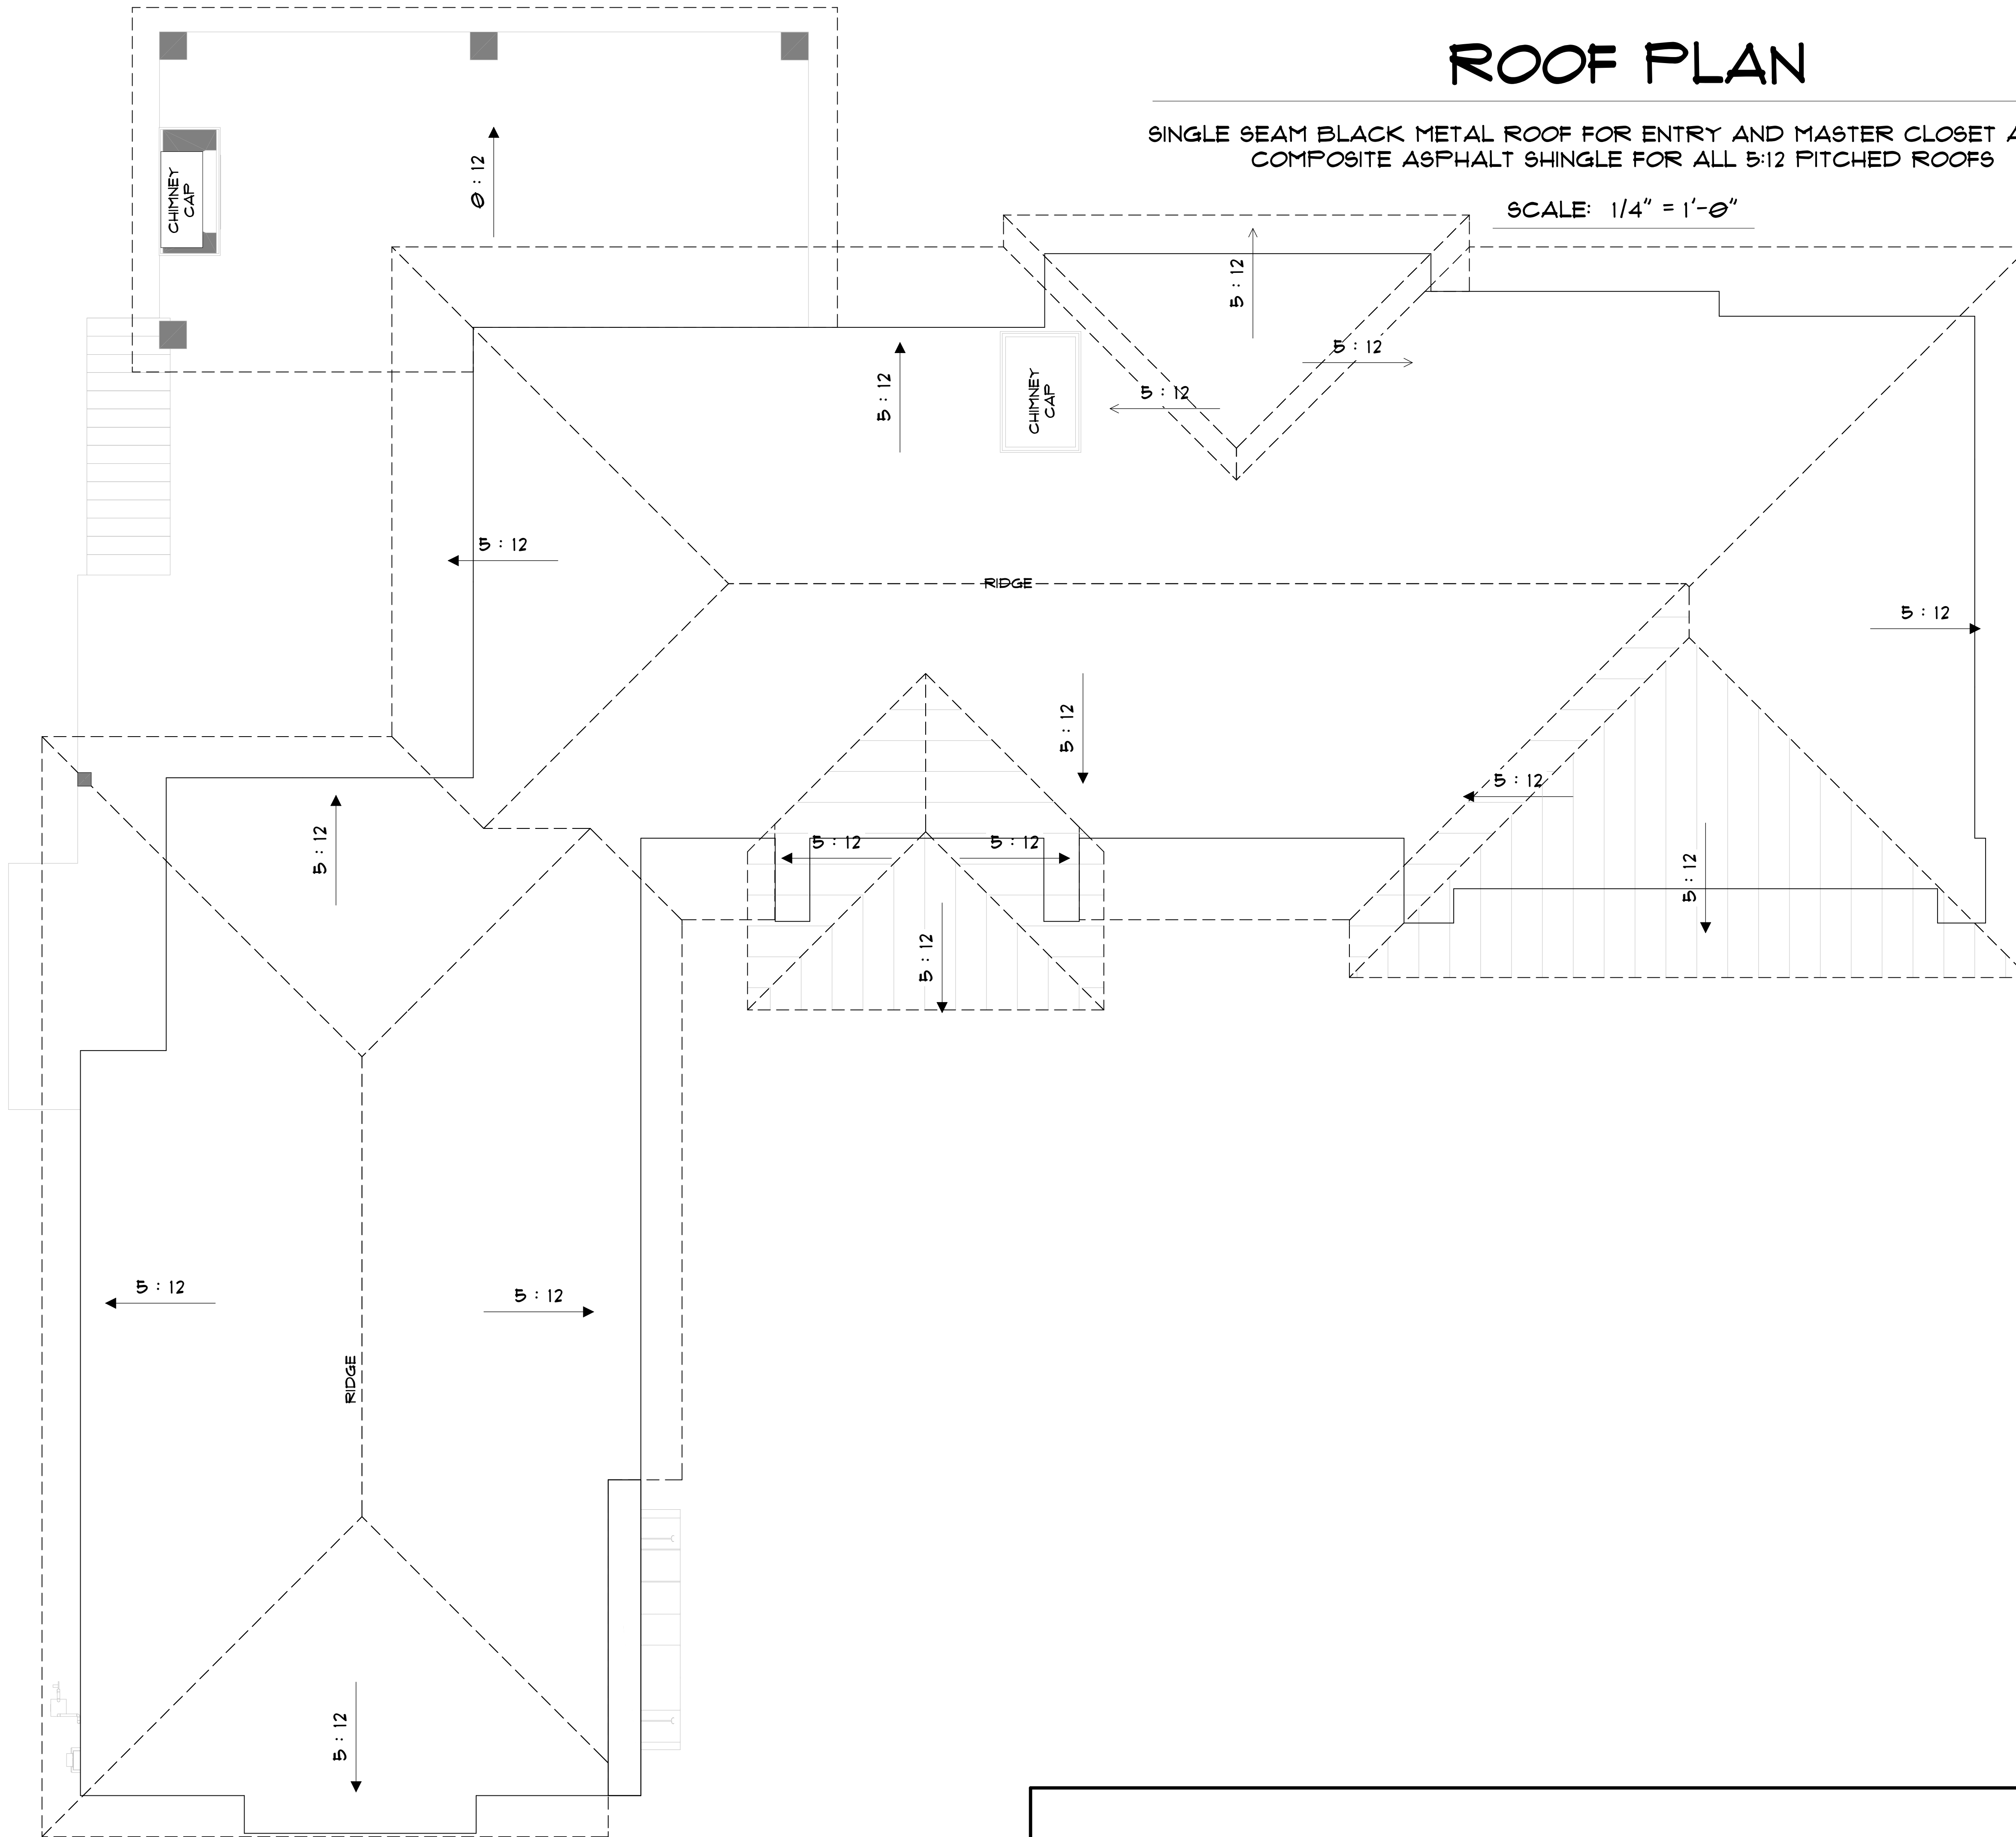 ROOF PLAN
SINGLE SEAM BLACK METAL ROOF FOR ENTRY AND MASTER CLOSET
COMPOSITE ASPHALT SHINGLE FOR ALL 5:12 PITCHED ROOFS
SCALE: 1/4" = 1'-0"
CHIMNEY
CAP
0 : 12
5 : 12
5 : 12
5 : 12
5 : 12
CHIMNEY
CAP
5 : 12
RIDGE
5 : 12
5 : 12
5 : 12
5 : 12
5 : 12
5 : 12
5 : 12
5 : 12
5 : 12
5 : 12
5 : 12
RIDGE
5 : 12